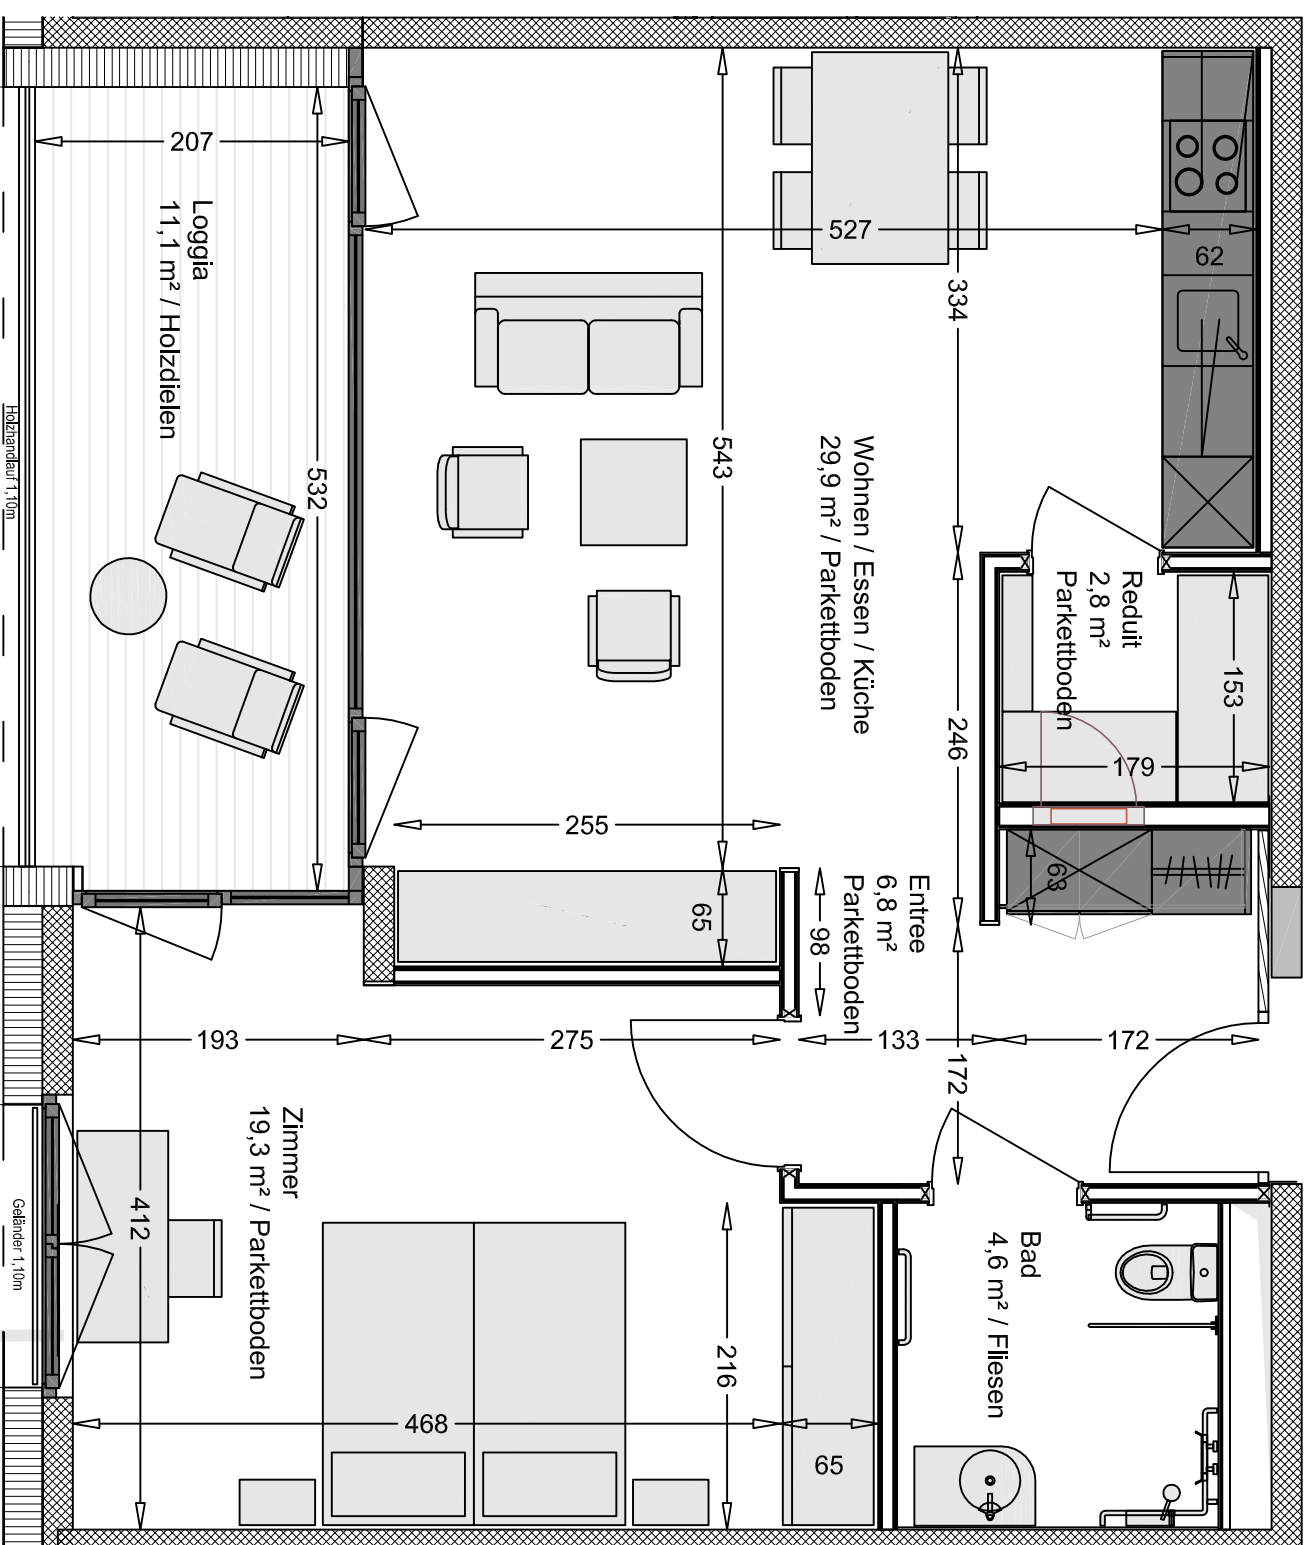 207
Loggia
11,1 m² / Holzdielen
532
Holzhandlauf 1,10m
527
62
334
543
Wohnen / Essen / Küche
29,9 m² / Parkettboden
Reduit
2,8 m²
Parkettboden
153
179
246
63
255
65
98
Entree
6,8 m²
Parkettboden
193
275
133
172
172
Zimmer
19,3 m² / Parkettboden
412
Geländer 1,10m
Bad
4,6 m² / Fliesen
216
468
65